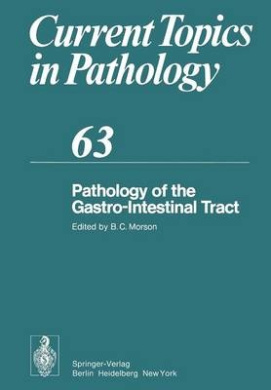 Current Topics
in Pathology
63
Pathology of the
Gastro-Intestinal Tract
Edited by B.C. Morson
Springer-Verlag
Berlin Heidelberg New York